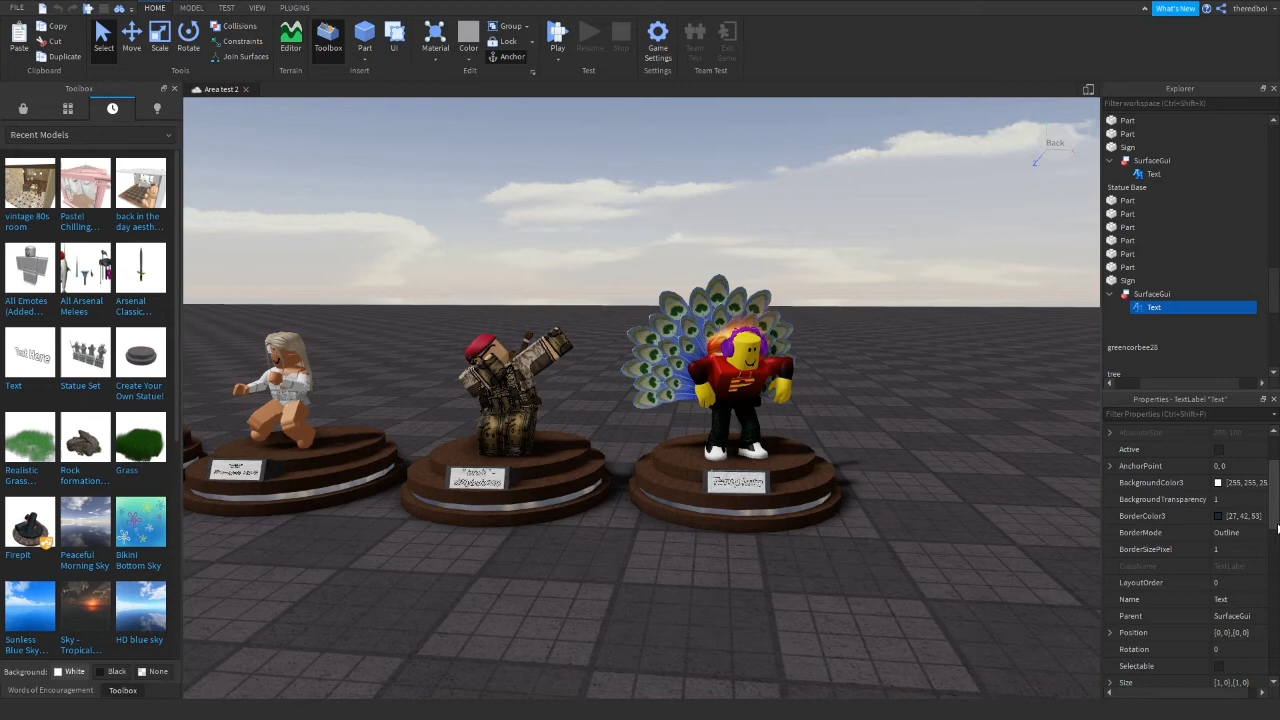 FILE
HOME
MODEL
TEST
VIEW
PLUGINS
What's New
theredboi
Paste
Copy
Cut
Duplicate
Clipboard
Select
Move
Scale
Rotate
Collisions
Constraints
Join Surfaces
Tools
Editor
Terrain
Toolbox
Part
UI
Insert
Material
Color
Group
Lock
Anchor
Edit
Play
Resume
Stop
Test
Game Settings
Settings
Team Test
Exit Game
Team Test
Toolbox
Area test 2
Recent Models
vintage 80s room
Pastel Chilling...
back in the day aesth...
All Emotes (Added...
All Arsenal Melees
Arsenal Classic...
Text Here
Text
Statue Set
Create Your Own Statue!
Realistic Grass...
Rock formation...
Grass
Firepit
Peaceful Morning Sky
Bikini Bottom Sky
Sunless Blue Sky...
Sky - Tropical...
HD blue sky
Background:
White
Black
None
Words of Encouragement
Toolbox
Back
Z
Explorer
Filter workspace (Ctrl+Shift+X)
Part
Part
Sign
SurfaceGui
Text
Statue Base
Part
Part
Part
Part
Part
Part
Sign
SurfaceGui
Text
greencorbee28
tree
Properties - TextLabel "Text"
Filter Properties (Ctrl+Shift+P)
AbsoluteSize
Active
AnchorPoint 0, 0
BackgroundColor3 [255, 255, 25
BackgroundTransparency 1
BorderColor3 [27, 42, 53]
BorderMode Outline
BorderSizePixel 1
ClassName TextLabel
LayoutOrder 0
Name Text
Parent SurfaceGui
Position {0, 0},{0, 0}
Rotation 0
Selectable
Size {1, 0},{1, 0}